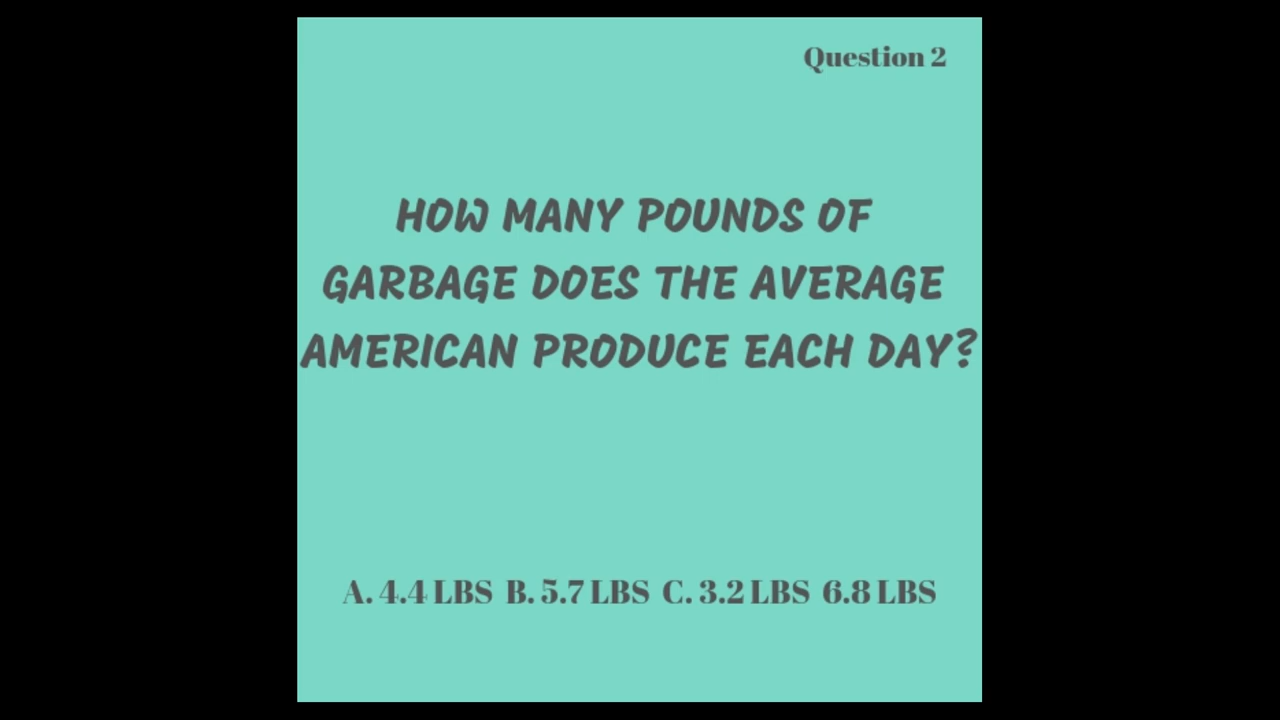 Question 2
HOW MANY POUNDS OF
GARBAGE DOES THE AVERAGE
AMERICAN PRODUCE EACH DAY?
A. 4.4 LBS B. 5.7 LBS C. 3.2 LBS 6.8 LBS